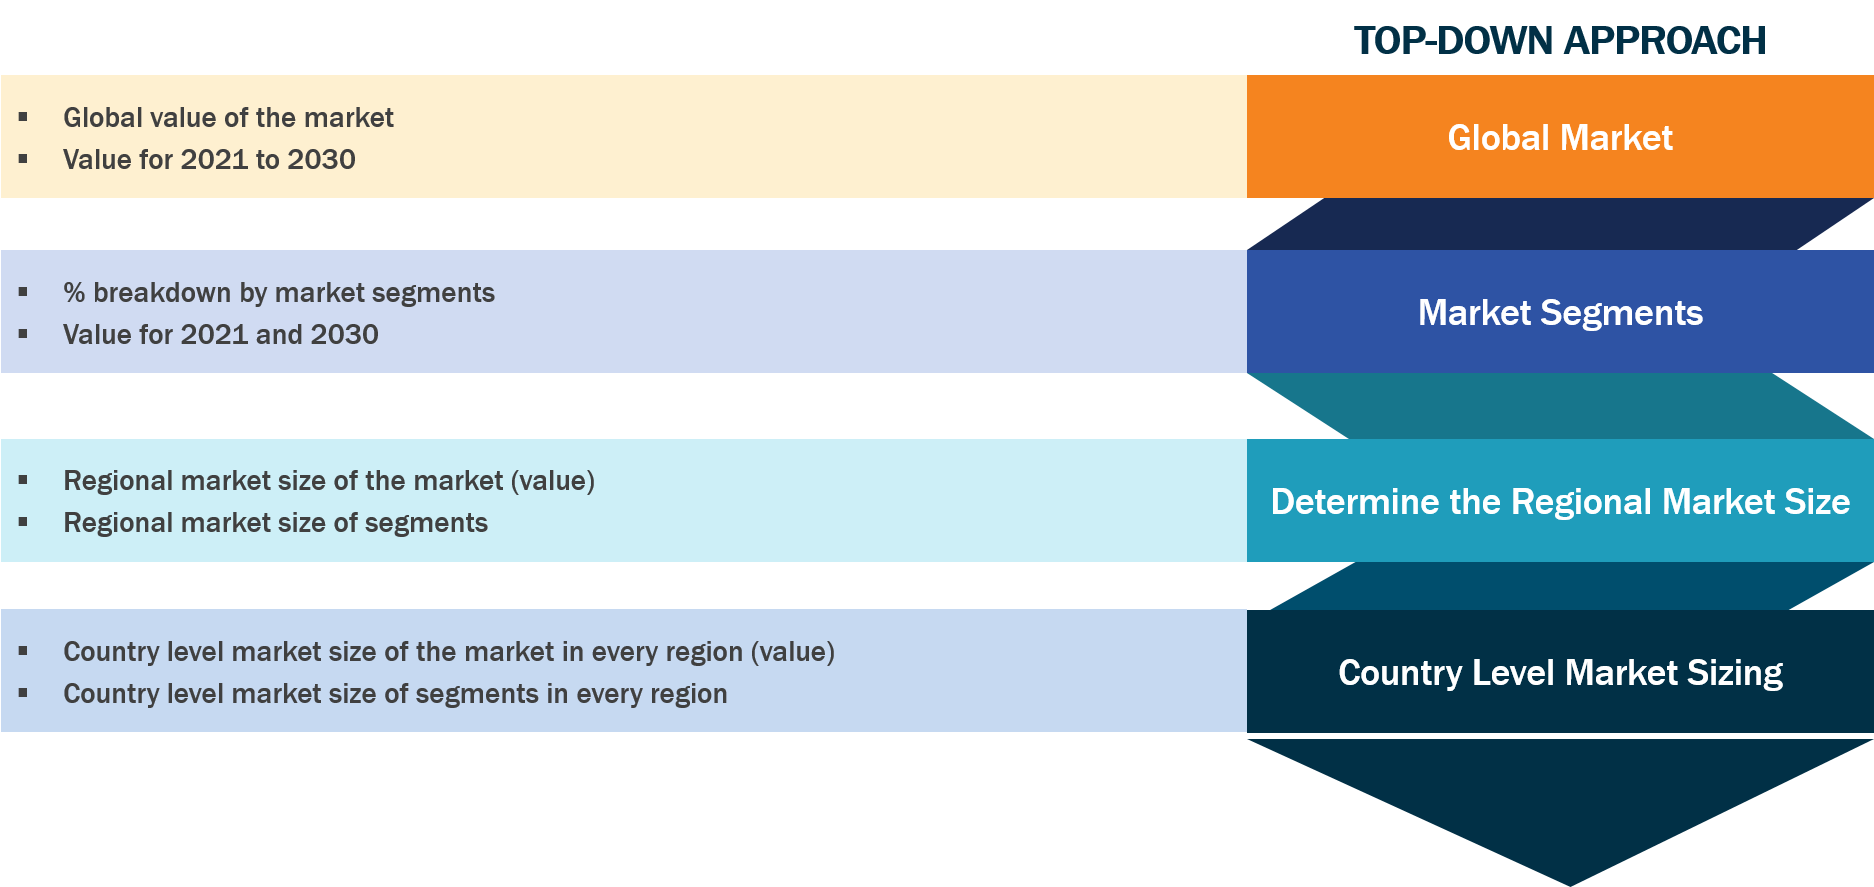 TOP-DOWN APPROACH
▪ Global value of the market
▪ Value for 2021 to 2030
Global Market
▪ % breakdown by market segments
▪ Value for 2021 and 2030
Market Segments
▪ Regional market size of the market (value)
▪ Regional market size of segments
Determine the Regional Market Size
▪ Country level market size of the market in every region (value)
▪ Country level market size of segments in every region
Country Level Market Sizing